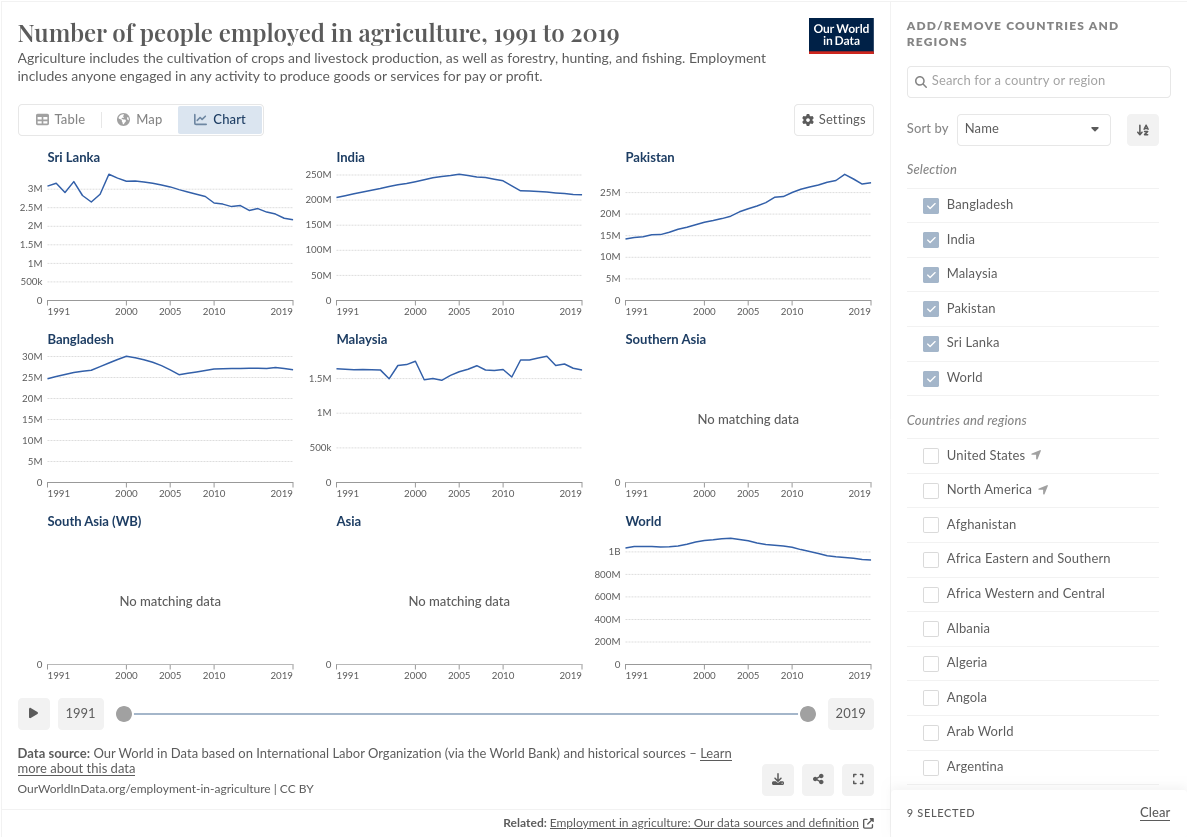 Number of people employed in agriculture, 1991 to 2019
Our World
in Data
Agriculture includes the cultivation of crops and livestock production, as well as forestry, hunting, and fishing. Employment
includes anyone engaged in any activity to produce goods or services for pay or profit.
Table
Map
Chart
Settings
Sri Lanka
3M
2.5M
2M
1.5M
1M
500k
0
1991 2000 2005 2010 2019
India
250M
200M
150M
100M
50M
0
1991 2000 2005 2010 2019
Pakistan
25M
20M
15M
10M
5M
0
1991 2000 2005 2010 2019
Bangladesh
30M
25M
20M
15M
10M
5M
0
1991 2000 2005 2010 2019
Malaysia
1.5M
1M
500k
0
1991 2000 2005 2010 2019
Southern Asia
No matching data
0
1991 2000 2005 2010 2019
South Asia (WB)
No matching data
0
1991 2000 2005 2010 2019
Asia
No matching data
0
1991 2000 2005 2010 2019
World
1B
800M
600M
400M
200M
0
1991 2000 2005 2010 2019
1991
2019
Data source: Our World in Data based on International Labor Organization (via the World Bank) and historical sources – Learn
more about this data
OurWorldInData.org/employment-in-agriculture | CC BY
Related: Employment in agriculture: Our data sources and definition
ADD/REMOVE COUNTRIES AND
REGIONS
Search for a country or region
Sort by
Name
Selection
Bangladesh
India
Malaysia
Pakistan
Sri Lanka
World
Countries and regions
United States
North America
Afghanistan
Africa Eastern and Southern
Africa Western and Central
Albania
Algeria
Angola
Arab World
Argentina
9 SELECTED
Clear